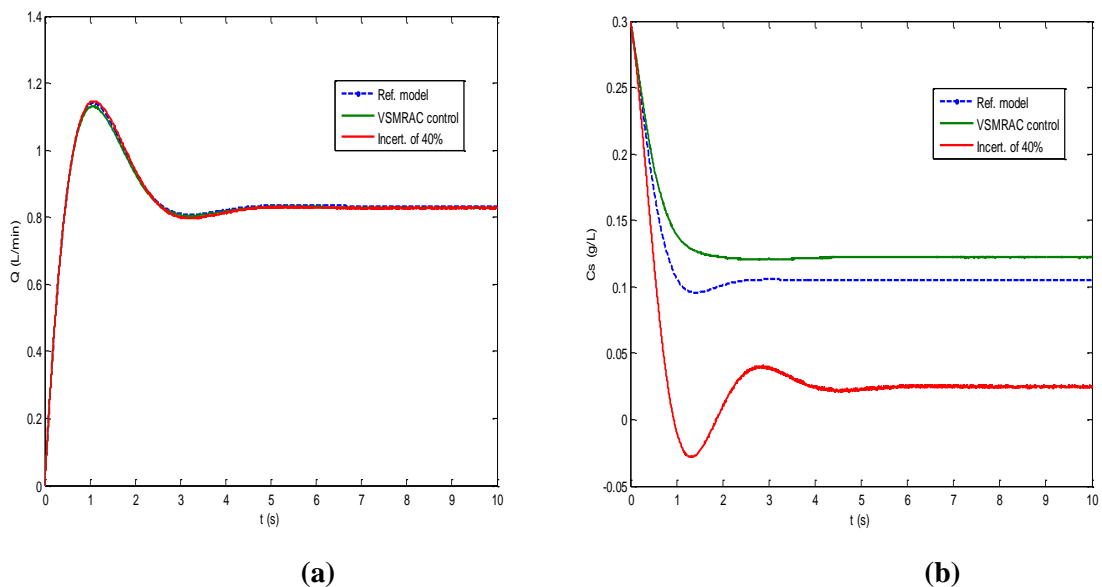 1.4
1.2
1
0.8
0.6
0.4
0.2
0
Q (L/min)
0 1 2 3 4 5 6 7 8 9 10
t (s)
Ref. model
VSMRAC control
Incert. of 40%
(a)
0.3
0.25
0.2
0.15
0.1
0.05
0
-0.05
Cs (g/L)
0 1 2 3 4 5 6 7 8 9 10
t (s)
Ref. model
VSMRAC control
Incert. of 40%
(b)